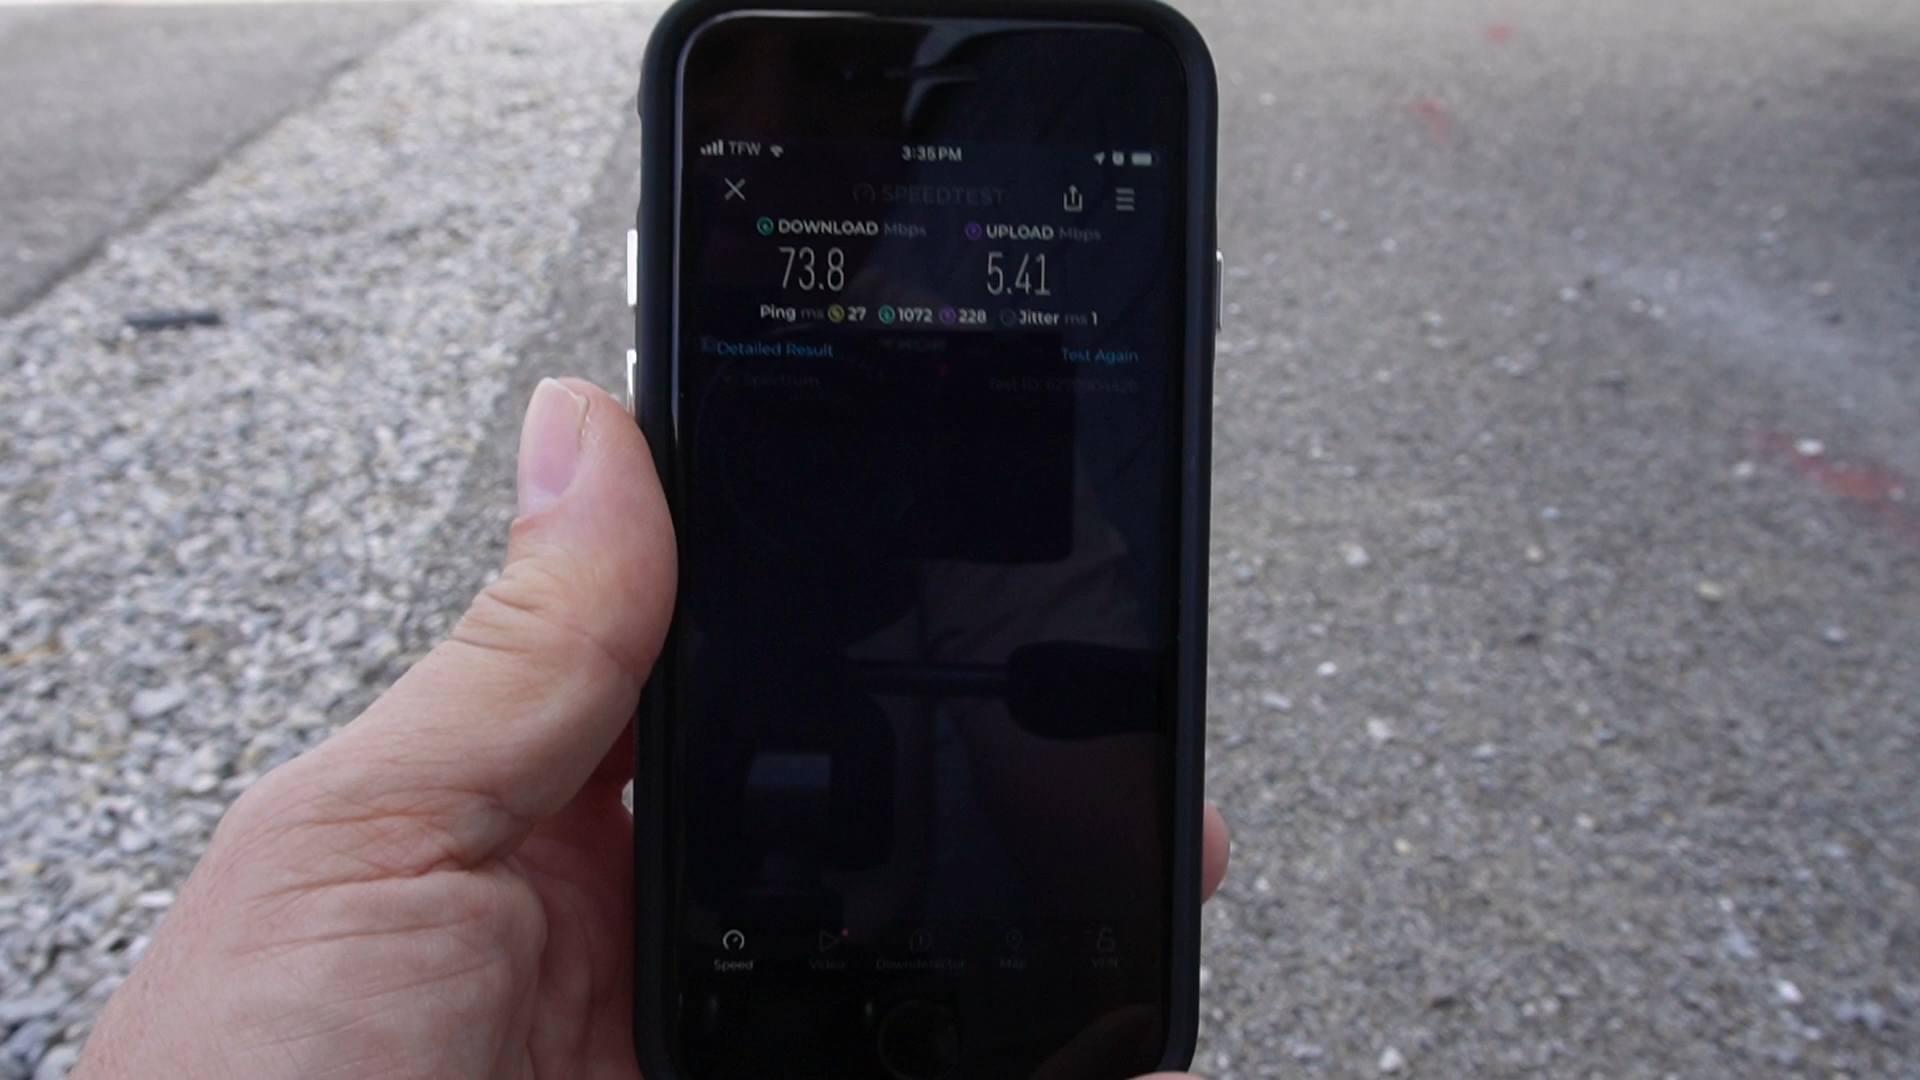 TFW 3:35 PM
SPEEDTEST
DOWNLOAD Mbps UPLOAD Mbps
73.8 5.41
Ping ms 27 1072 228 Jitter ms 1
Detailed Result Test Again
Spectrum Test ID:
Speed Video Downdetector Map VPN